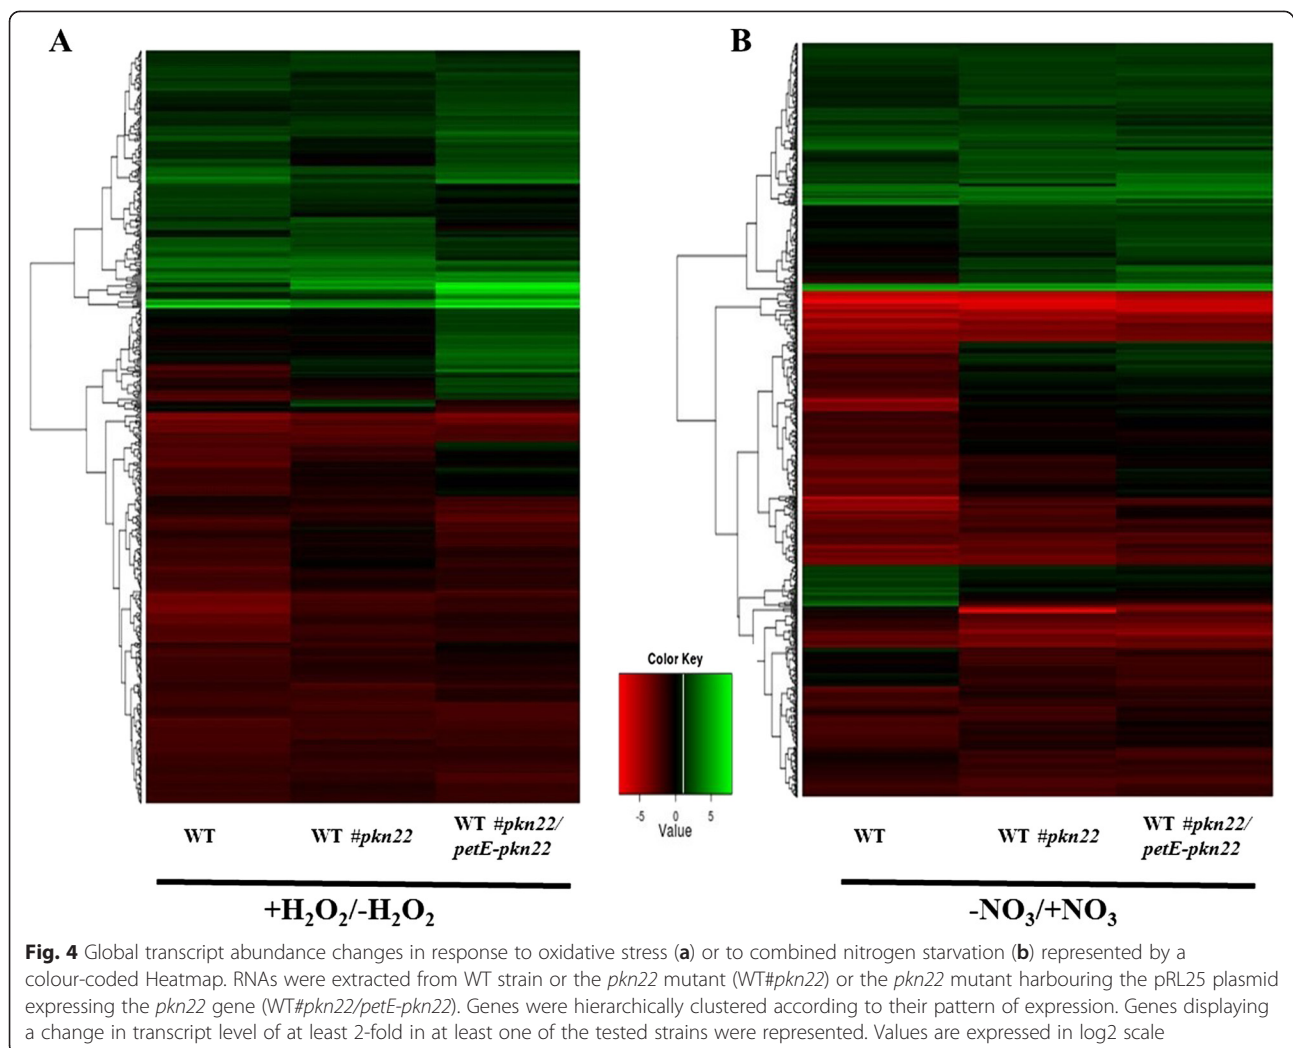 A
B
Color Key
-5 0 5
Value
WT
WT #pkn22
WT #pkn22/
petE-pkn22
+H2O2/-H2O2
WT
WT #pkn22
WT #pkn22/
petE-pkn22
-NO3/+NO3
Fig. 4 Global transcript abundance changes in response to oxidative stress (a) or to combined nitrogen starvation (b) represented by a
colour-coded Heatmap. RNAs were extracted from WT strain or the pkn22 mutant (WT#pkn22) or the pkn22 mutant harbouring the pRL25 plasmid
expressing the pkn22 gene (WT#pkn22/petE-pkn22). Genes were hierarchically clustered according to their pattern of expression. Genes displaying
a change in transcript level of at least 2-fold in at least one of the tested strains were represented. Values are expressed in log2 scale